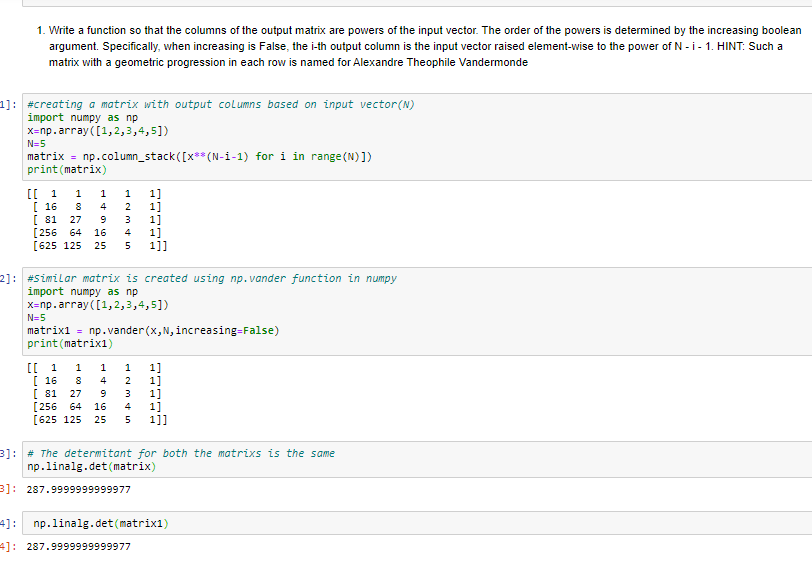 1. Write a function so that the columns of the output matrix are powers of the input vector. The order of the powers is determined by the increasing boolean
argument. Specifically, when increasing is False, the i-th output column is the input vector raised element-wise to the power of N - i - 1. HINT: Such a
matrix with a geometric progression in each row is named for Alexandre Theophile Vandermonde
1]: #creating a matrix with output columns based on input vector(N)
import numpy as np
x=np.array([1,2,3,4,5])
N=5
matrix = np.column_stack([x**(N-i-1) for i in range(N)])
print(matrix)
[[ 1 1 1 1 1]
[ 16 8 4 2 1]
[ 81 27 9 3 1]
[256 64 16 4 1]
[625 125 25 5 1]]
2]: #Similar matrix is created using np.vander function in numpy
import numpy as np
x=np.array([1,2,3,4,5])
N=5
matrix1 = np.vander(x,N,increasing=False)
print(matrix1)
[[ 1 1 1 1 1]
[ 16 8 4 2 1]
[ 81 27 9 3 1]
[256 64 16 4 1]
[625 125 25 5 1]]
3]: # The determitant for both the matrixs is the same
np.linalg.det(matrix)
3]: 287.9999999999977
4]: np.linalg.det(matrix1)
4]: 287.9999999999977